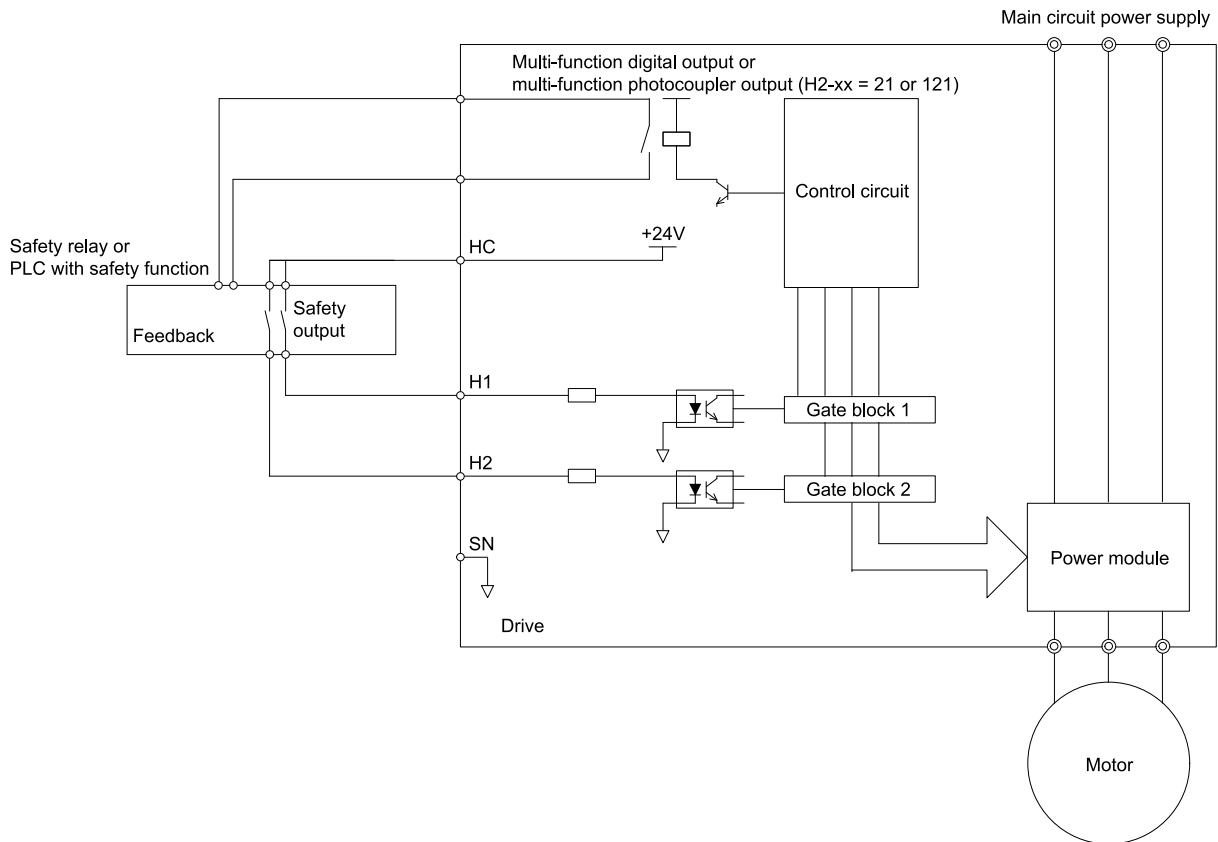 Main circuit power supply
Multi-function digital output or
multi-function photocoupler output (H2-xx = 21 or 121)
Control circuit
+24V
HC
Safety relay or
PLC with safety function
Safety
output
Feedback
H1
Gate block 1
H2
Gate block 2
SN
Power module
Drive
Motor